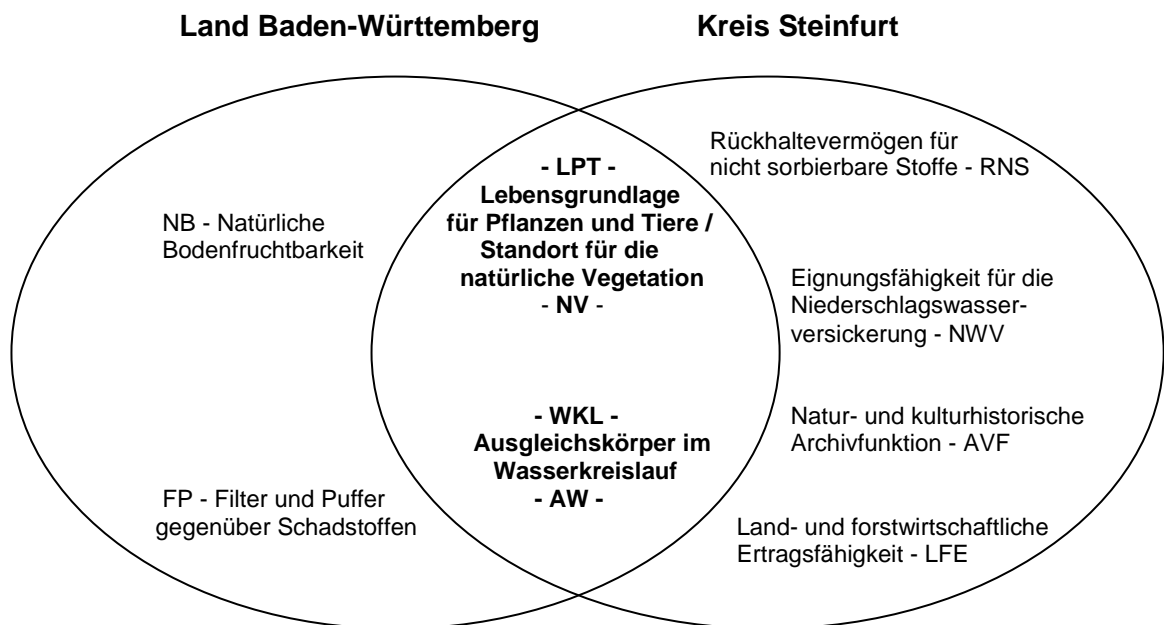 Land Baden-Württemberg
Kreis Steinfurt
NB - Natürliche
Bodenfruchtbarkeit
FP - Filter und Puffer
gegenüber Schadstoffen
- LPT -
Lebensgrundlage
für Pflanzen und Tiere /
Standort für die
natürliche Vegetation
- NV -
- WKL -
Ausgleichskörper im
Wasserkreislauf
- AW -
Rückhaltevermögen für
nicht sorbierbare Stoffe - RNS
Eignungsfähigkeit für die
Niederschlagswasser-
versickerung - NWV
Natur- und kulturhistorische
Archivfunktion - AVF
Land- und forstwirtschaftliche
Ertragsfähigkeit - LFE